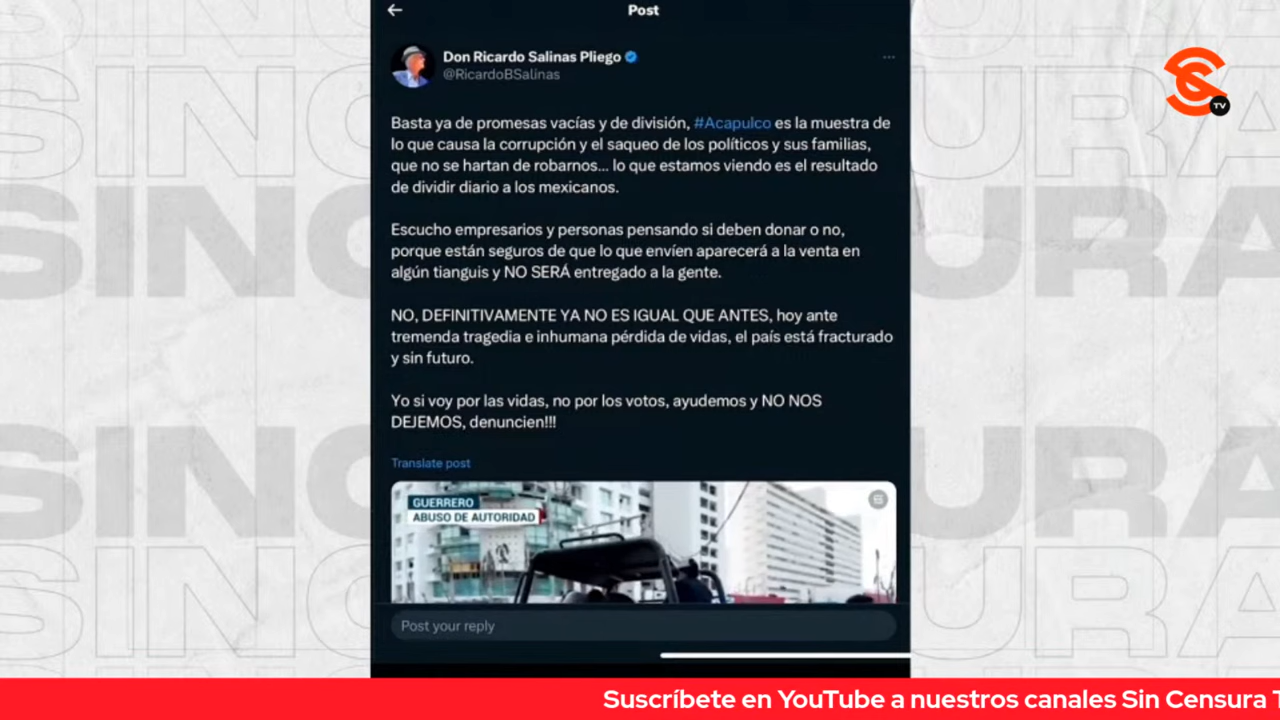 Post
Don Ricardo Salinas Pliego
@RicardoBSalinas
Basta ya de promesas vacías y de división, #Acapulco es la muestra de
lo que causa la corrupción y el saqueo de los políticos y sus familias,
que no se hartan de robarnos... lo que estamos viendo es el resultado
de dividir diario a los mexicanos.
Escucho empresarios y personas pensando si deben donar o no,
porque están seguros de que lo que envíen aparecerá a la venta en
algún tianguis y NO SERÁ entregado a la gente.
NO, DEFINITIVAMENTE YA NO ES IGUAL QUE ANTES, hoy ante
tremenda tragedia e inhumana pérdida de vidas, el país está fracturado
y sin futuro.
Yo si voy por las vidas, no por los votos, ayudemos y NO NOS
DEJEMOS, denuncien!!!
Translate post
GUERRERO
ABUSO DE AUTORIDAD
Post your reply
TV
Suscríbete en YouTube a nuestros canales Sin Censura T